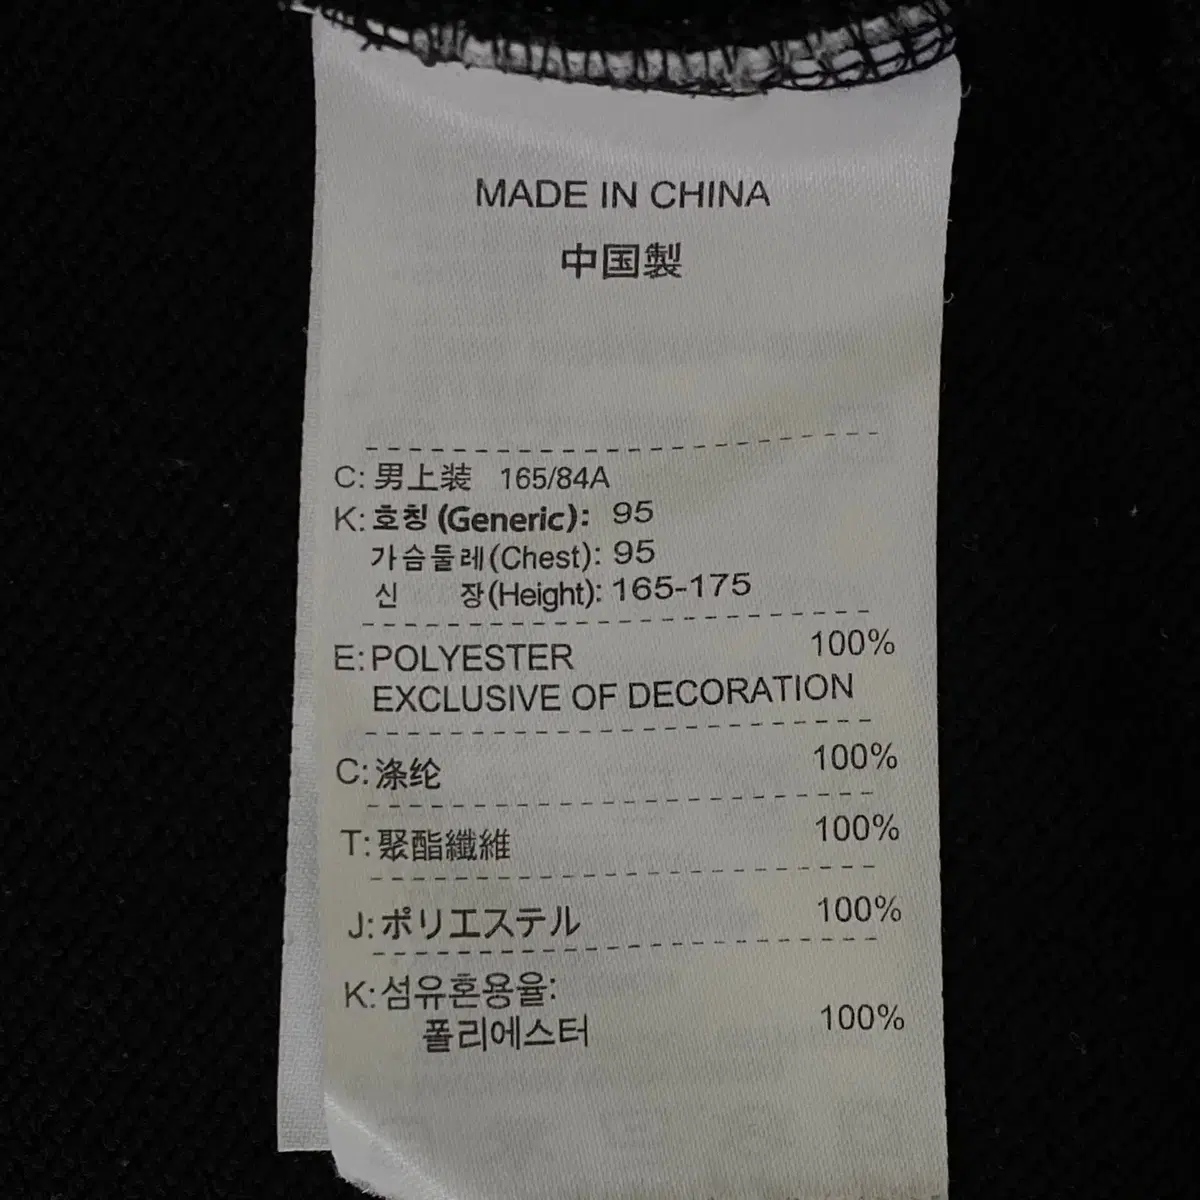 MADE IN CHINA
中国製
C: 男上装 165/84A
K: 호칭 (Generic): 95
가슴둘레(Chest): 95
신 장(Height): 165-175
E: POLYESTER 100%
EXCLUSIVE OF DECORATION
C: 涤纶 100%
T: 聚酯纖維 100%
J: ポリエステル 100%
K: 섬유혼용율:
폴리에스터 100%